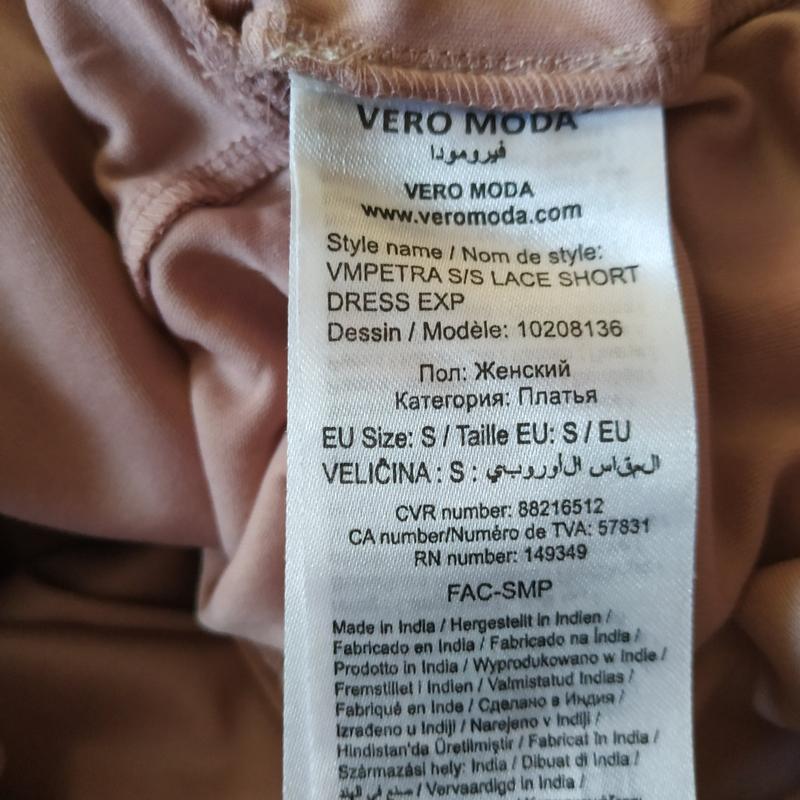 VERO MODA
فيرومودا
VERO MODA
www.veromoda.com
Style name / Nom de style:
VMPETRA S/S LACE SHORT
DRESS EXP
Dessin / Modèle: 10208136
Пол: Женский
Категория: Платья
EU Size: S / Taille EU: S / EU
VELIČINA : S : المقاس الأوروبي
CVR number: 88216512
CA number/Numéro de TVA: 57831
RN number: 149349
FAC-SMP
Made in India / Hergestellt in Indien /
Fabricado en India / Fabricado na Índia /
Prodotto in India / Wyprodukowano w Indie /
Fremstillet i Indien / Valmistatud Indias /
Fabriqué en Inde / Сделано в Индия /
Izrađeno u Indiji / Narejeno v Indiji /
Hindistan'da Üretilmiştir / Fabricat în India /
Származási hely: India / Dibuat di India /
صنع في الهند / Vervaardigd in India /